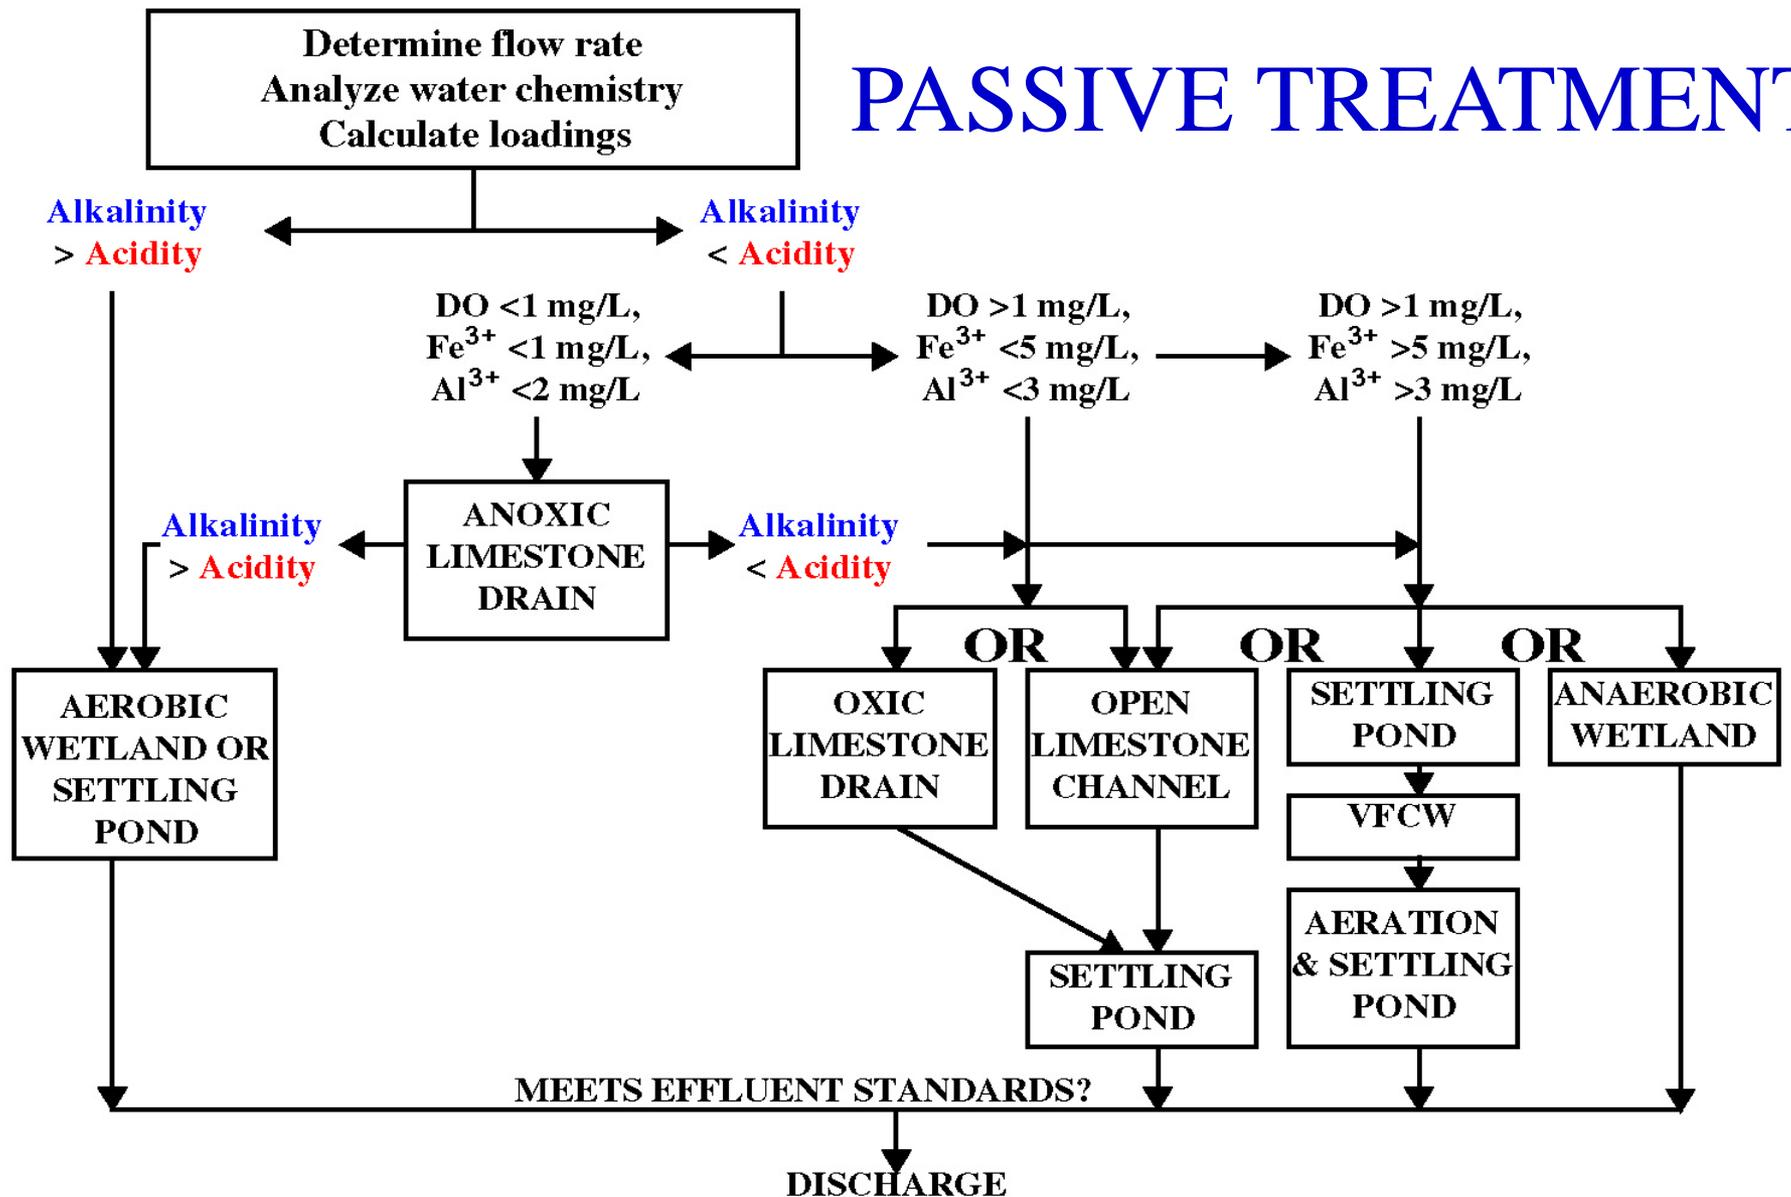 Determine flow rate
Analyze water chemistry
Calculate loadings
PASSIVE TREATMENT
Alkalinity
> Acidity
Alkalinity
< Acidity
DO <1 mg/L,
Fe³⁺ <1 mg/L,
Al³⁺ <2 mg/L
DO >1 mg/L,
Fe³⁺ <5 mg/L,
Al³⁺ <3 mg/L
DO >1 mg/L,
Fe³⁺ >5 mg/L,
Al³⁺ >3 mg/L
Alkalinity
> Acidity
ANOXIC
LIMESTONE
DRAIN
Alkalinity
< Acidity
OR
OR
OR
AEROBIC
WETLAND OR
SETTLING
POND
OXIC
LIMESTONE
DRAIN
OPEN
LIMESTONE
CHANNEL
SETTLING
POND
ANAEROBIC
WETLAND
VFCW
AERATION
& SETTLING
POND
SETTLING
POND
MEETS EFFLUENT STANDARDS?
DISCHARGE